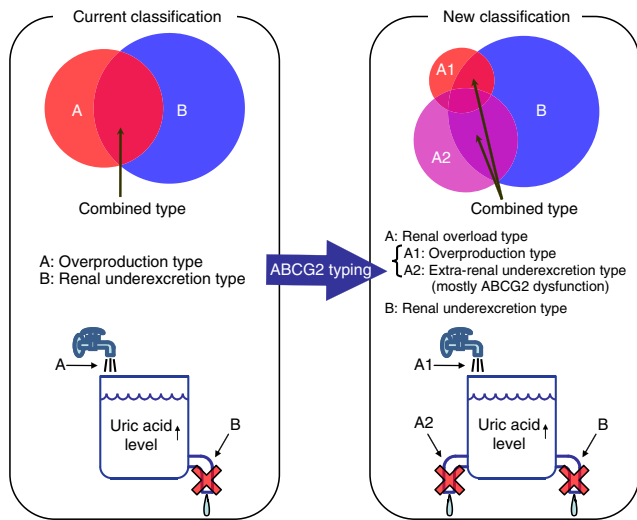 Current classification
A
B
Combined type
A: Overproduction type
B: Renal underexcretion type
A
Uric acid
level ↑
B
ABCG2 typing
New classification
A1
A2
B
Combined type
A: Renal overload type
A1: Overproduction type
A2: Extra-renal underexcretion type
(mostly ABCG2 dysfunction)
B: Renal underexcretion type
A1
A2
Uric acid
level ↑
B